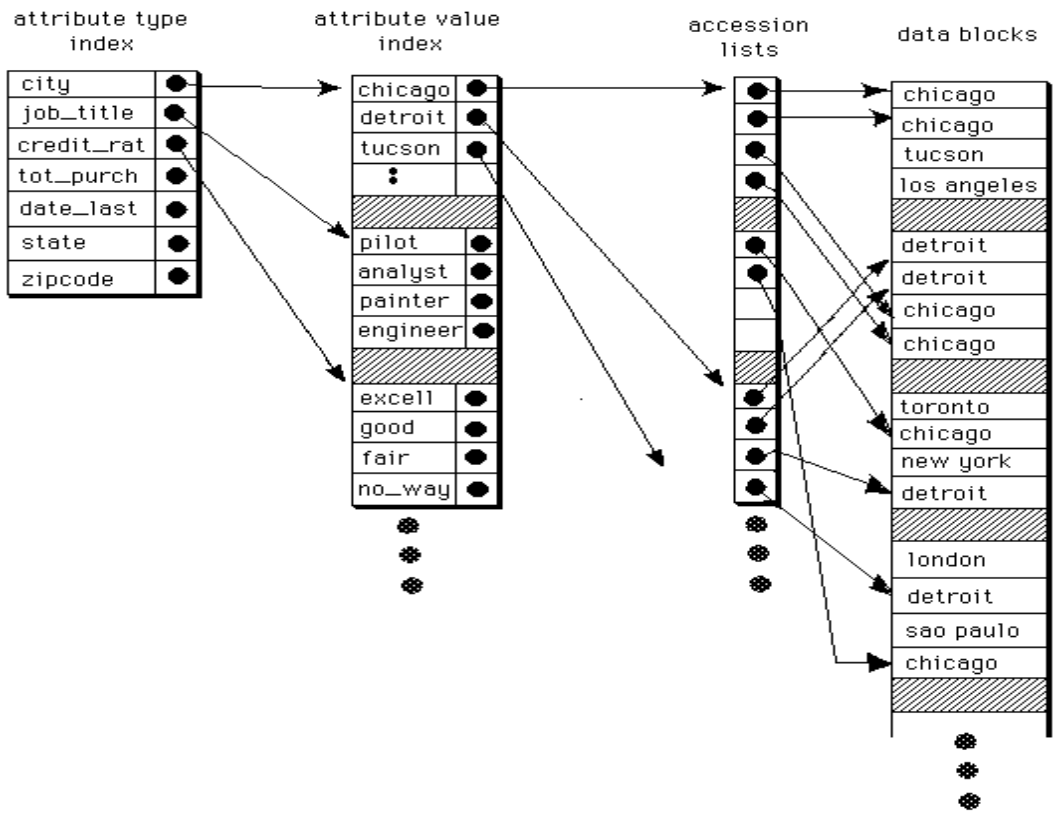 attribute type
index
city
job_title
credit_rat
tot_purch
date_last
state
zipcode
attribute value
index
chicago
detroit
tucson
pilot
analyst
painter
engineer
excell
good
fair
no_way
accession
lists
data blocks
chicago
chicago
tucson
los angeles
detroit
detroit
chicago
chicago
toronto
chicago
new york
detroit
london
detroit
sao paulo
chicago